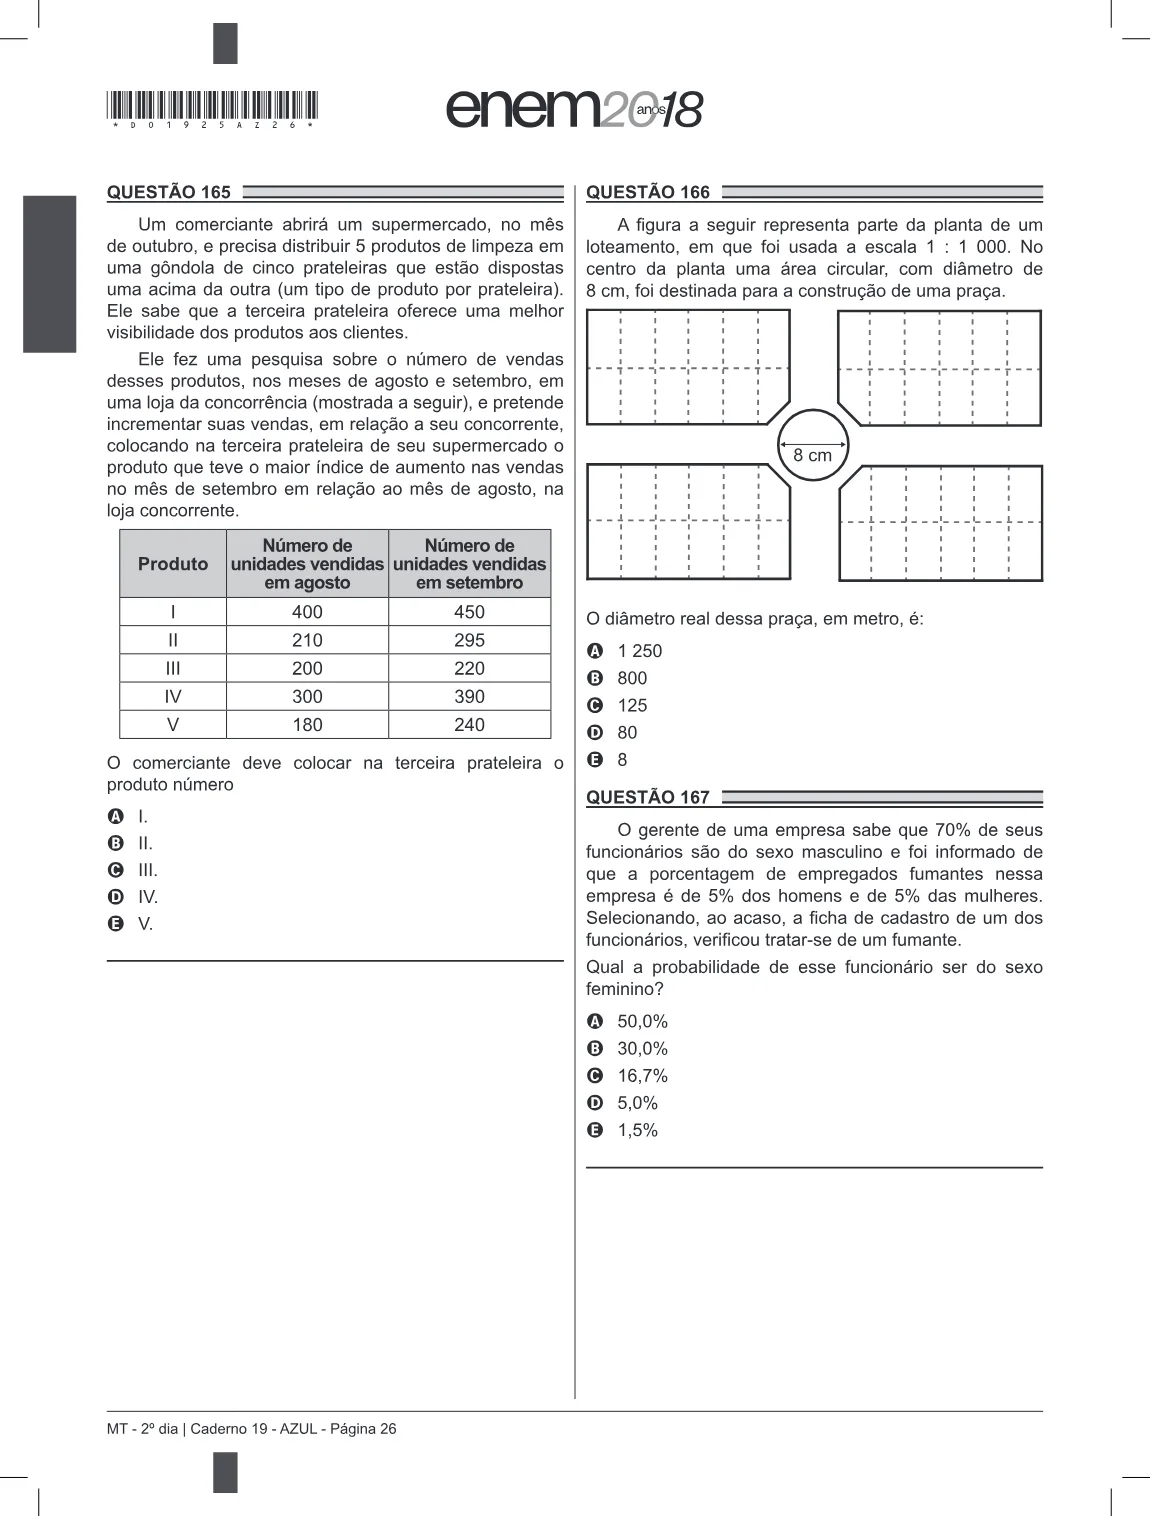 *D01925AZ26*
enem2018
anos
QUESTÃO 165
Um comerciante abrirá um supermercado, no mês
de outubro, e precisa distribuir 5 produtos de limpeza em
uma gôndola de cinco prateleiras que estão dispostas
uma acima da outra (um tipo de produto por prateleira).
Ele sabe que a terceira prateleira oferece uma melhor
visibilidade dos produtos aos clientes.
Ele fez uma pesquisa sobre o número de vendas
desses produtos, nos meses de agosto e setembro, em
uma loja da concorrência (mostrada a seguir), e pretende
incrementar suas vendas, em relação a seu concorrente,
colocando na terceira prateleira de seu supermercado o
produto que teve o maior índice de aumento nas vendas
no mês de setembro em relação ao mês de agosto, na
loja concorrente.
Produto Número de unidades vendidas em agosto Número de unidades vendidas em setembro
I 400 450
II 210 295
III 200 220
IV 300 390
V 180 240
O comerciante deve colocar na terceira prateleira o
produto número
A I.
B II.
C III.
D IV.
E V.
QUESTÃO 166
A figura a seguir representa parte da planta de um
loteamento, em que foi usada a escala 1 : 1 000. No
centro da planta uma área circular, com diâmetro de
8 cm, foi destinada para a construção de uma praça.
8 cm
O diâmetro real dessa praça, em metro, é:
A 1 250
B 800
C 125
D 80
E 8
QUESTÃO 167
O gerente de uma empresa sabe que 70% de seus
funcionários são do sexo masculino e foi informado de
que a porcentagem de empregados fumantes nessa
empresa é de 5% dos homens e de 5% das mulheres.
Selecionando, ao acaso, a ficha de cadastro de um dos
funcionários, verificou tratar-se de um fumante.
Qual a probabilidade de esse funcionário ser do sexo
feminino?
A 50,0%
B 30,0%
C 16,7%
D 5,0%
E 1,5%
MT - 2º dia | Caderno 19 - AZUL - Página 26